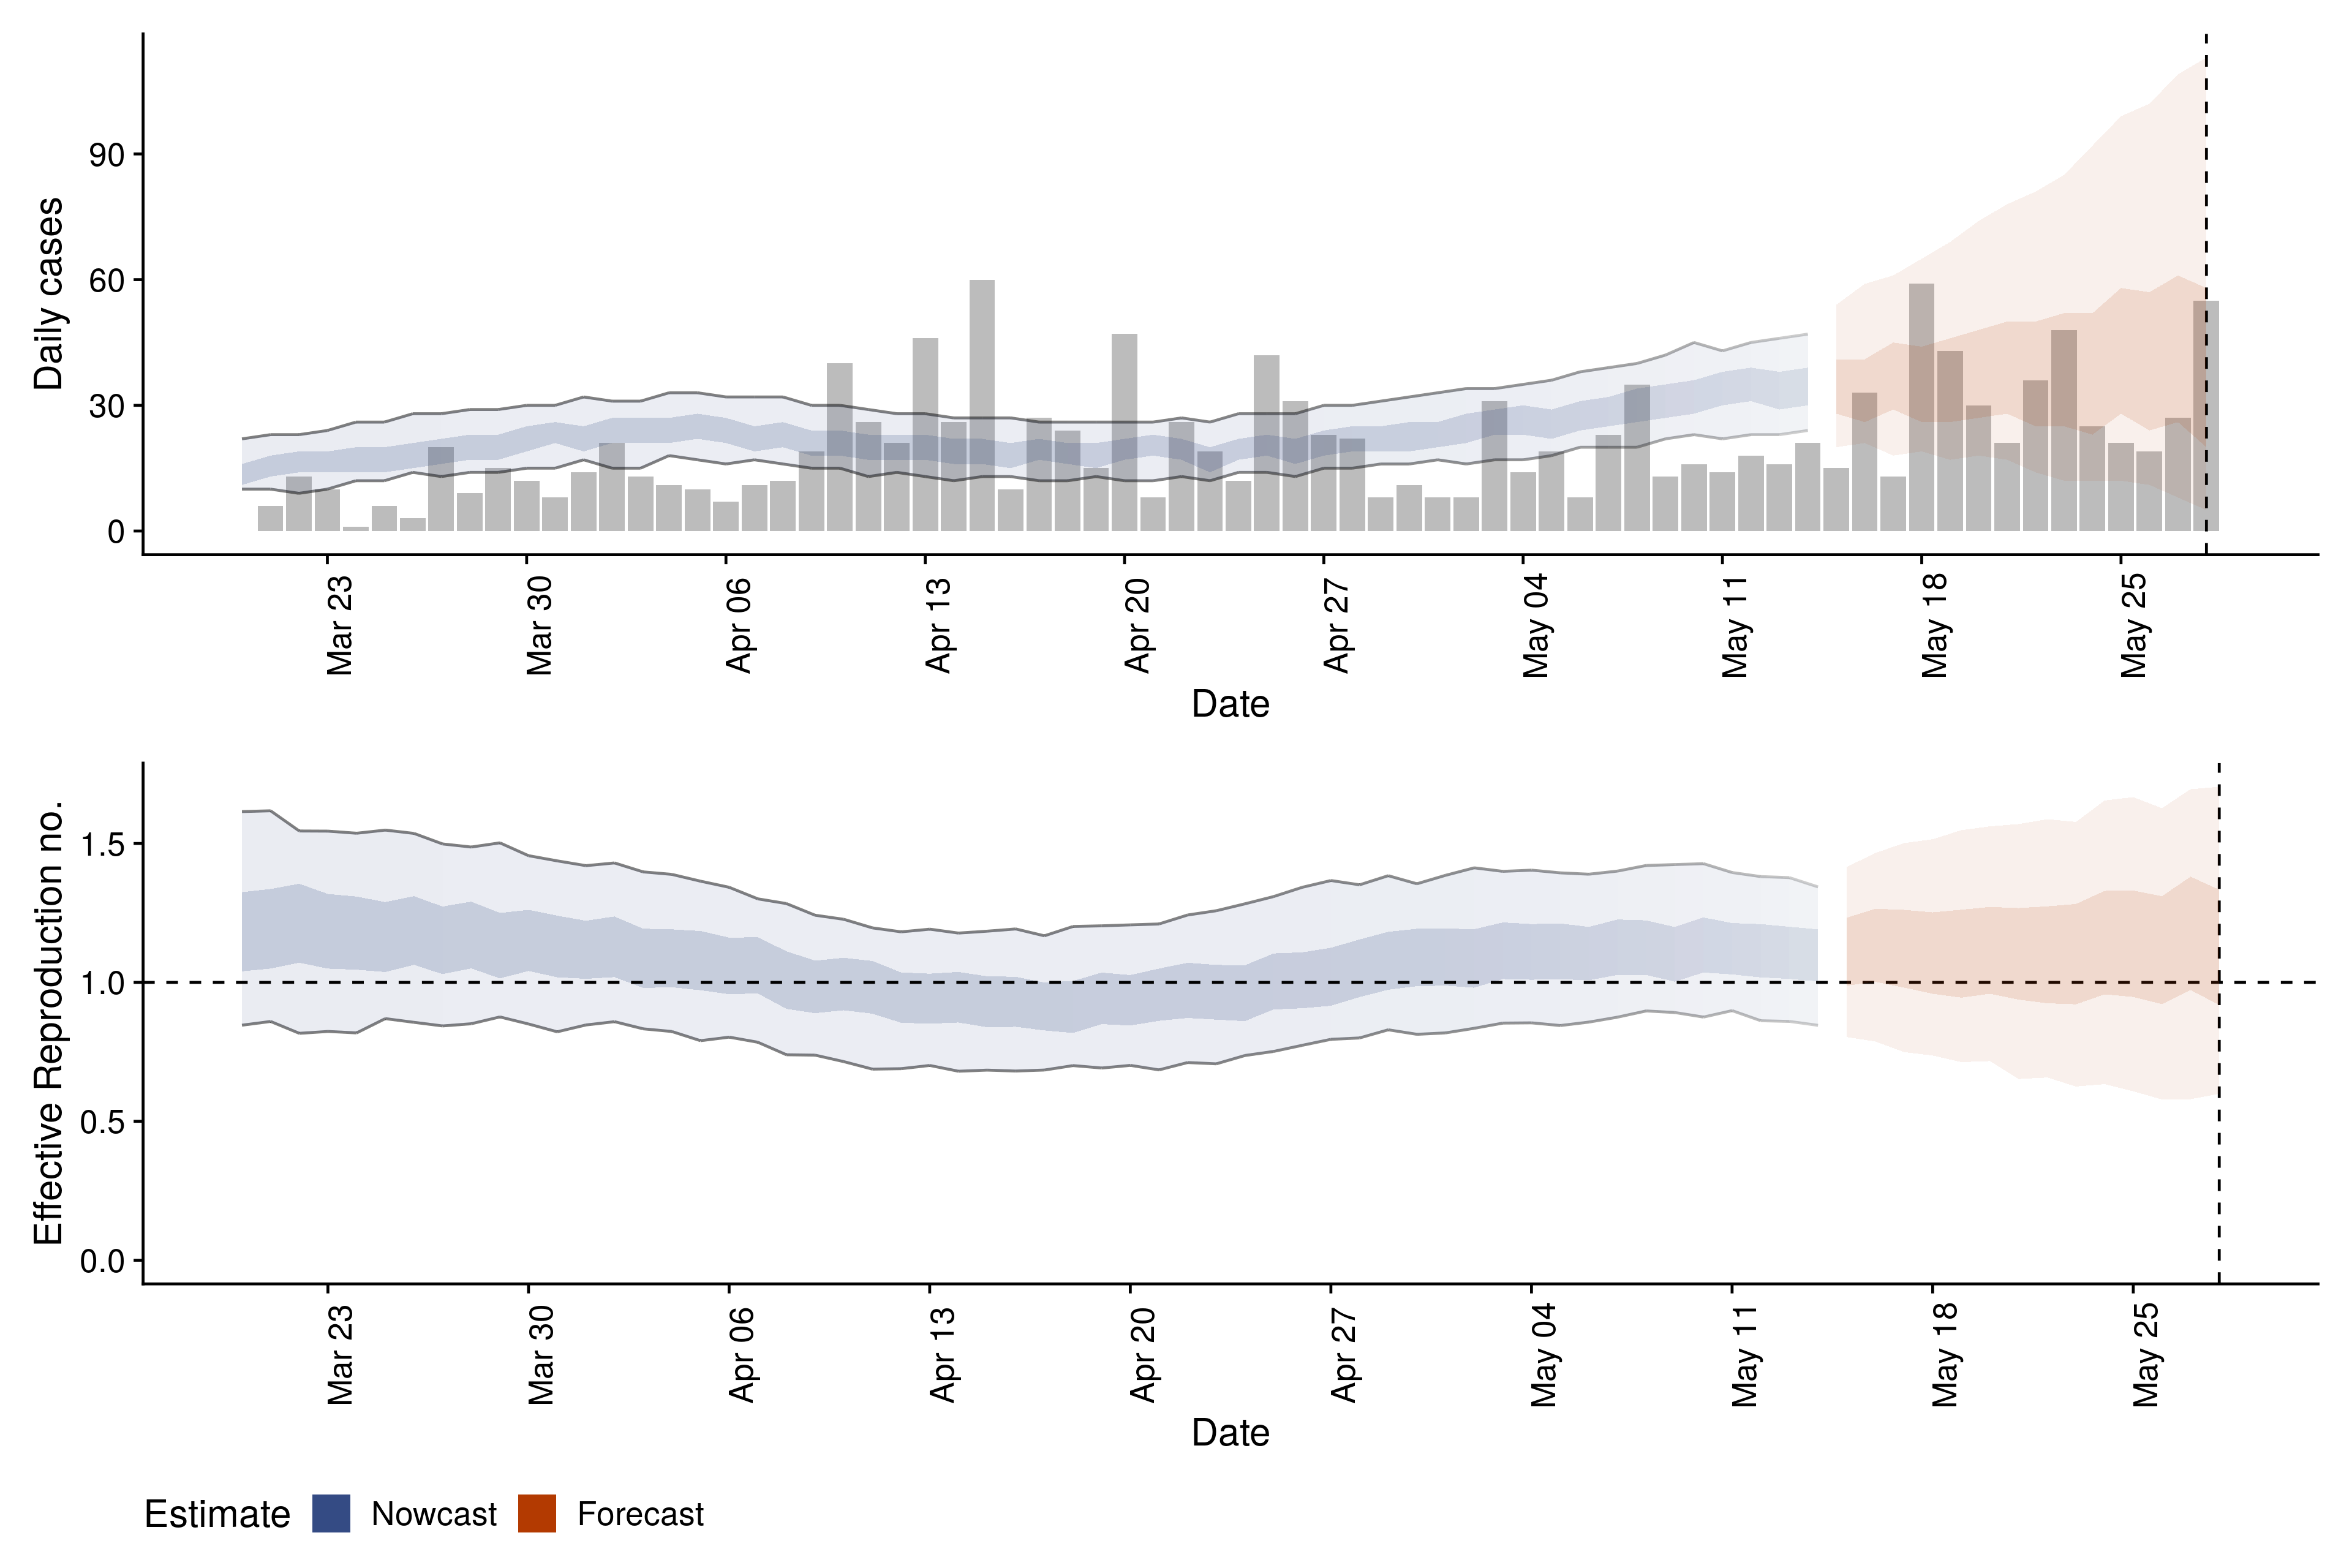 Daily cases
90
60
30
0
Mar 23
Mar 30
Apr 06
Apr 13
Apr 20
Apr 27
May 04
May 11
May 18
May 25
Date
Effective Reproduction no.
1.5
1.0
0.5
0.0
Mar 23
Mar 30
Apr 06
Apr 13
Apr 20
Apr 27
May 04
May 11
May 18
May 25
Date
Estimate Nowcast Forecast